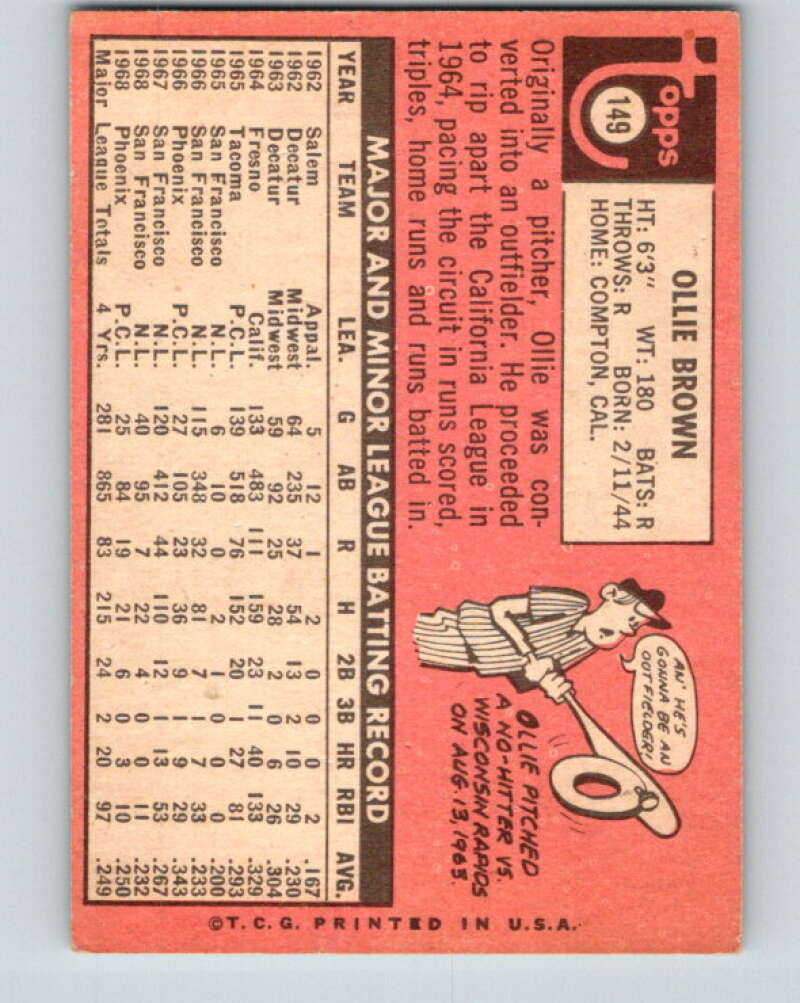 Topps
149
OLLIE BROWN
HT: 6'3" WT: 180 BATS: R
THROWS: R BORN: 2/11/44
HOME: COMPTON, CAL.
Originally a pitcher, Ollie was con-
verted into an outfielder. He proceeded
to rip apart the California League in
1964, pacing the circuit in runs scored,
triples, home runs and runs batted in.
AN' HE'S
GONNA BE AN
OUTFIELDER!
OLLIE PITCHED
A NO-HITTER VS.
WISCONSIN RAPIDS
ON AUG. 13, 1963.
MAJOR AND MINOR LEAGUE BATTING RECORD
YEAR TEAM LEA. G AB R H 2B 3B HR RBI AVG.
1962 Salem Appal. 5 12 1 2 0 0 0 2 .167
1962 Decatur Midwest 64 235 37 54 13 2 10 29 .230
1963 Decatur Midwest 59 92 25 28 2 0 6 26 .304
1964 Fresno Calif. 133 483 111 159 23 11 40 133 .329
1965 Tacoma P.C.L. 139 518 76 152 20 1 27 81 .293
1965 San Francisco N.L. 6 10 0 2 1 0 0 0 .200
1966 San Francisco N.L. 115 348 32 81 7 1 7 33 .233
1966 Phoenix P.C.L. 27 105 23 36 9 1 9 29 .343
1967 San Francisco N.L. 120 412 44 110 12 1 13 53 .267
1968 San Francisco N.L. 40 95 7 22 4 0 0 11 .232
1968 Phoenix P.C.L. 25 84 19 21 6 0 3 10 .250
Major League Totals 4 Yrs. 281 865 83 215 24 2 20 97 .249
©T.C.G. PRINTED IN U.S.A.